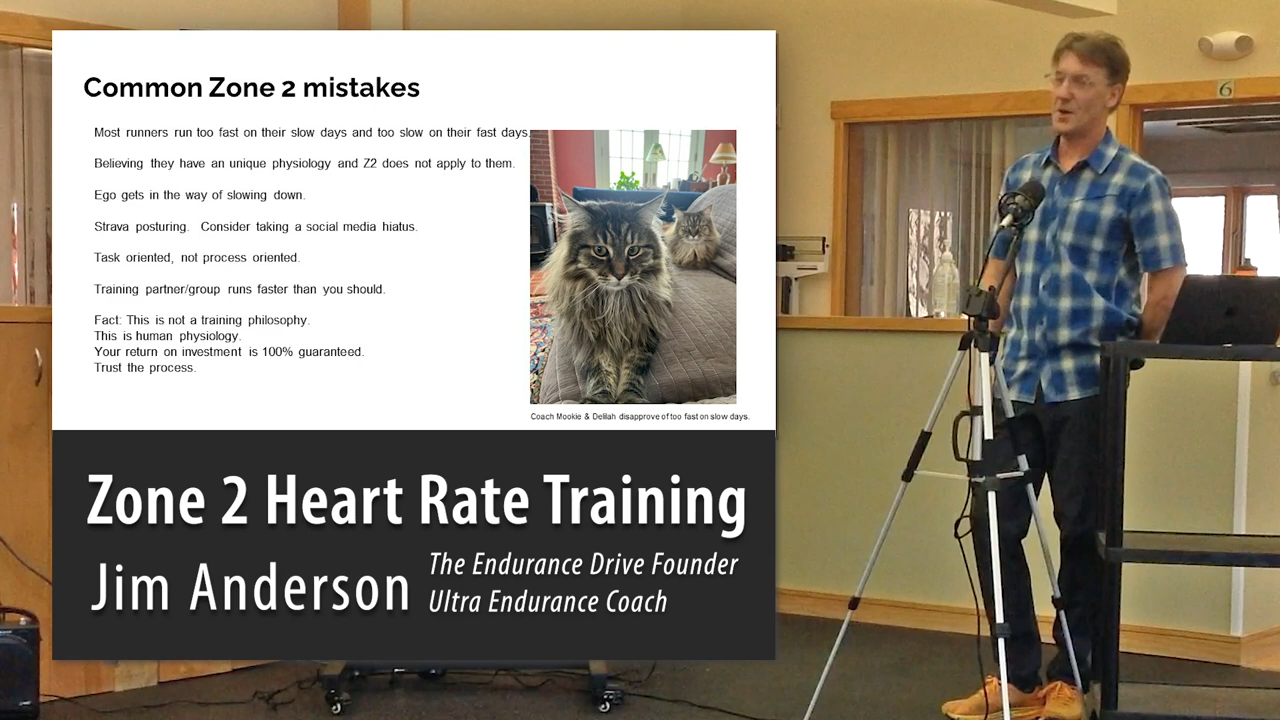 Common Zone 2 mistakes
Most runners run too fast on their slow days and too slow on their fast days.
Believing they have an unique physiology and Z2 does not apply to them.
Ego gets in the way of slowing down.
Strava posturing. Consider taking a social media hiatus.
Task oriented, not process oriented.
Training partner/group runs faster than you should.
Fact: This is not a training philosophy.
This is human physiology.
Your return on investment is 100% guaranteed.
Trust the process.
Coach Mookie & Delilah disapprove of too fast on slow days.
Zone 2 Heart Rate Training
Jim Anderson
The Endurance Drive Founder
Ultra Endurance Coach
6